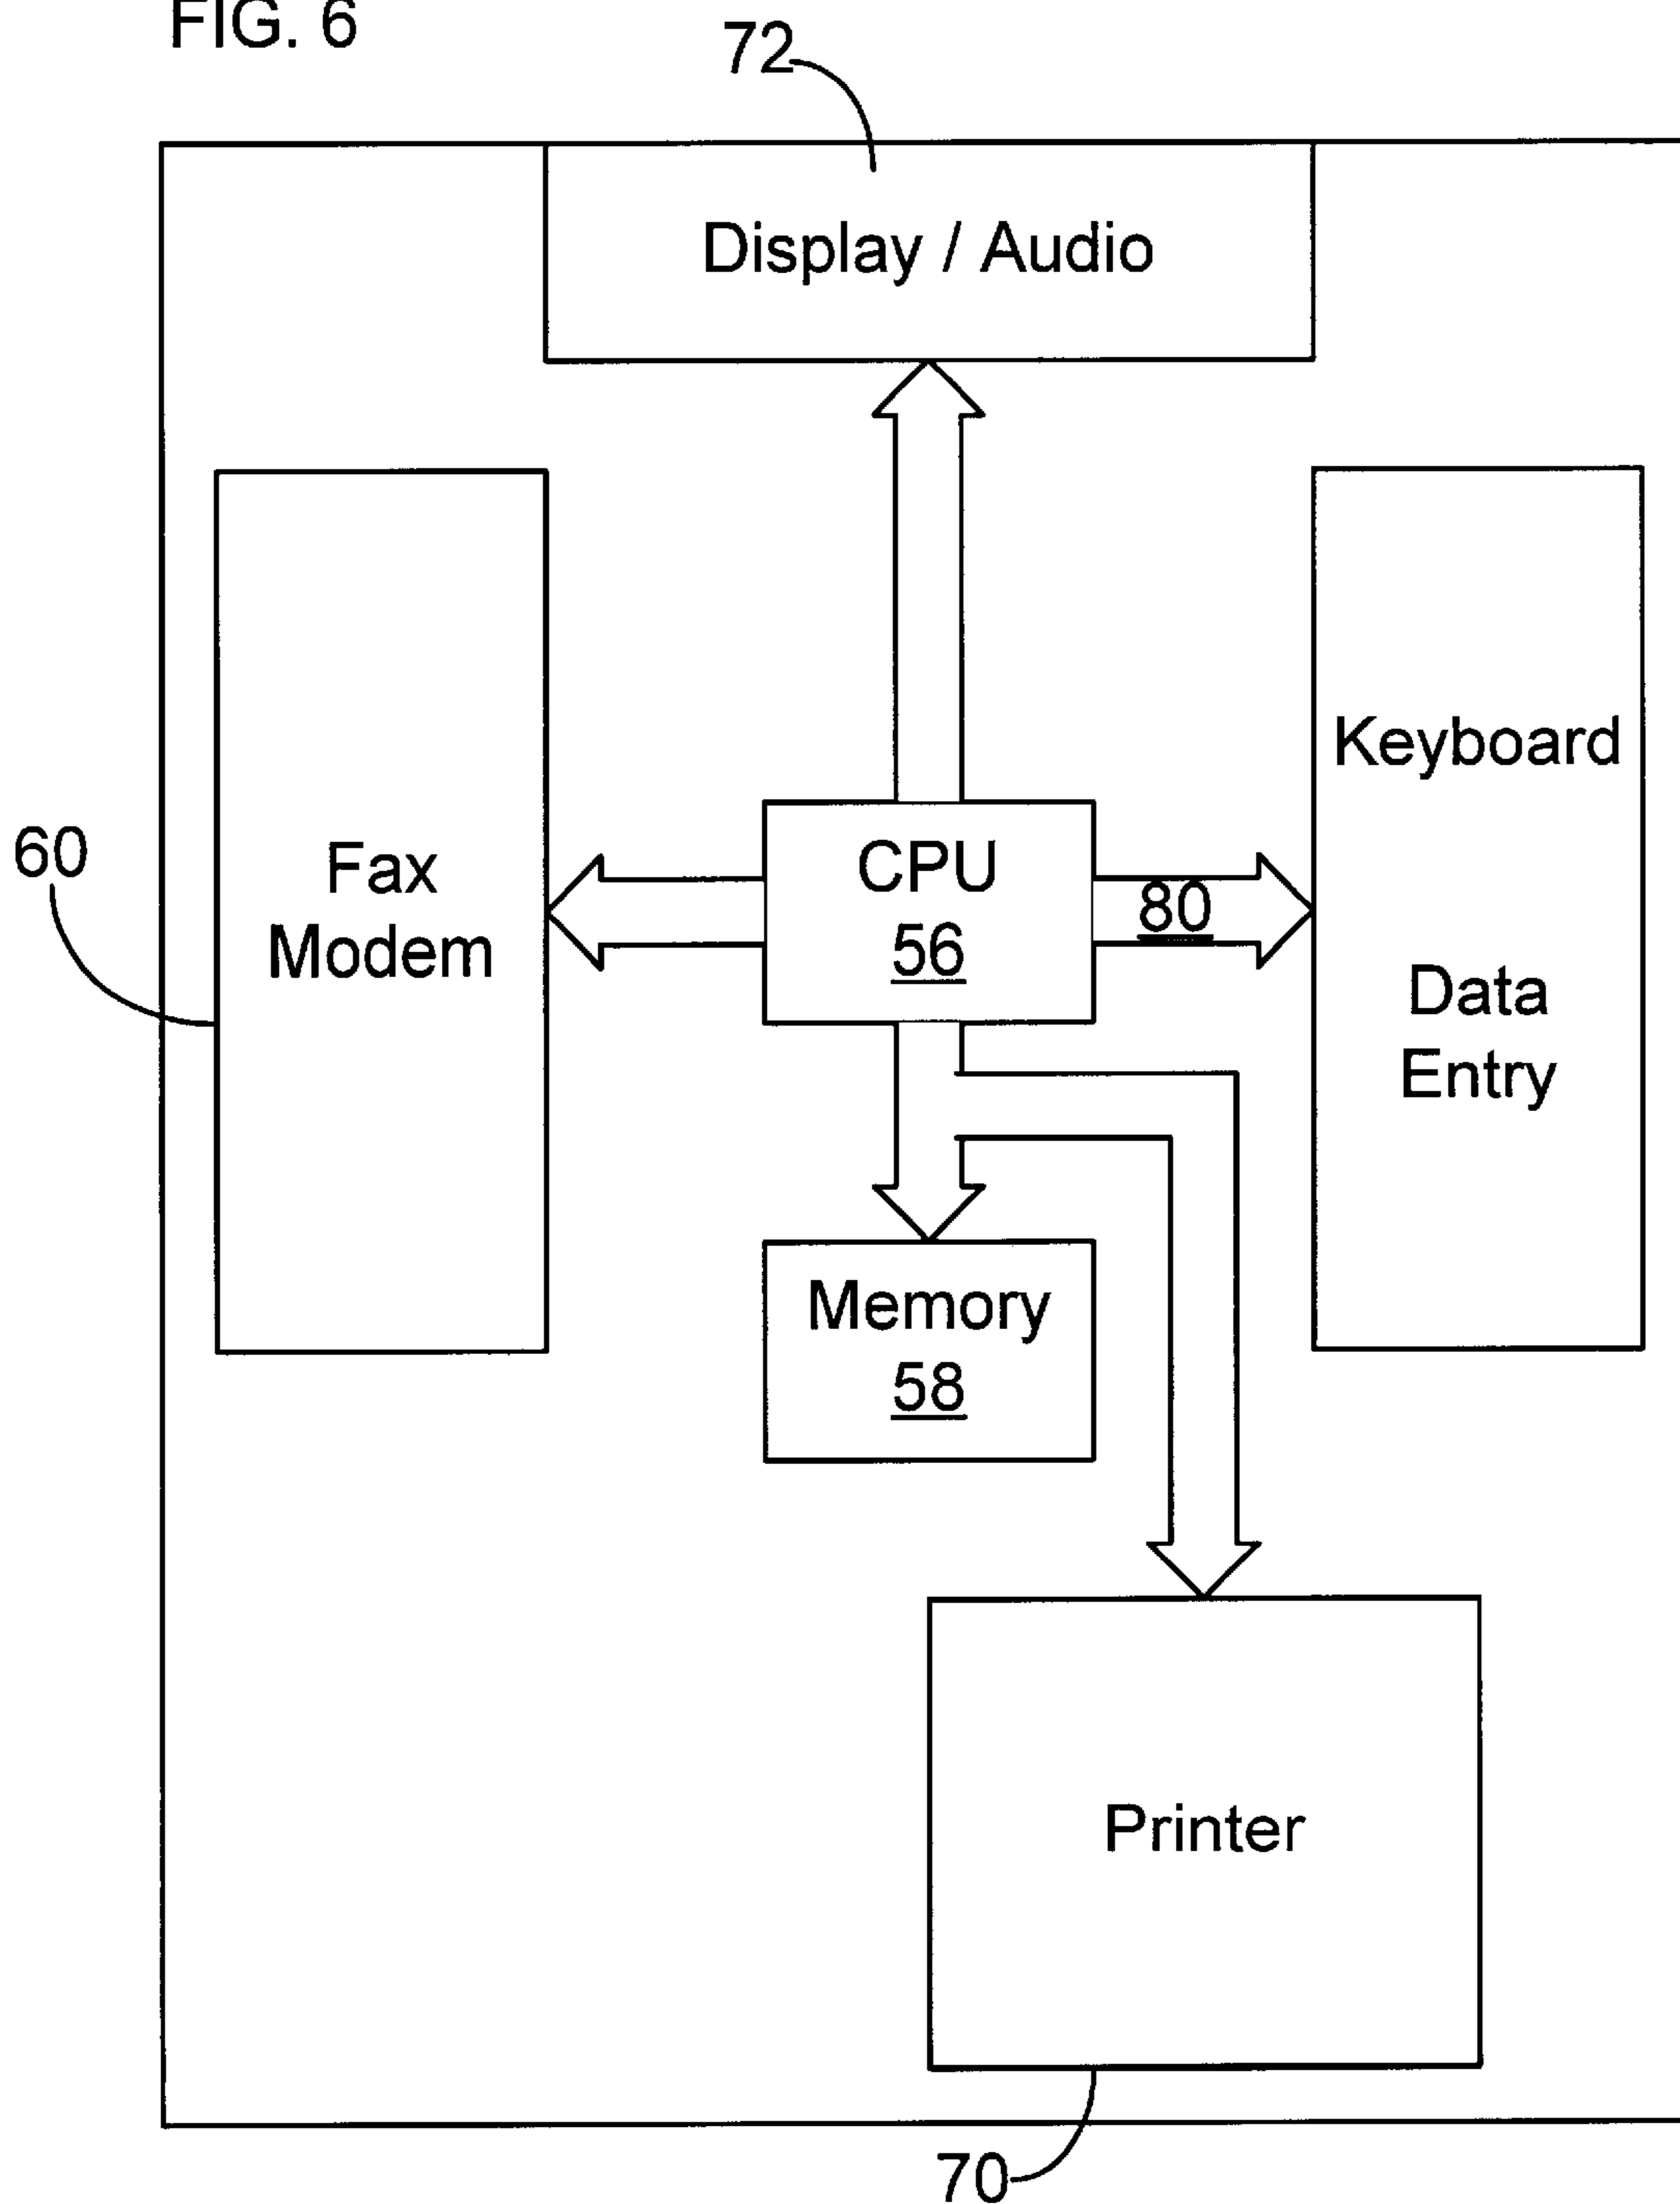 FIG. 6
72
Display / Audio
60
Fax
Modem
CPU
56
80
Keyboard
Data
Entry
Memory
58
Printer
70